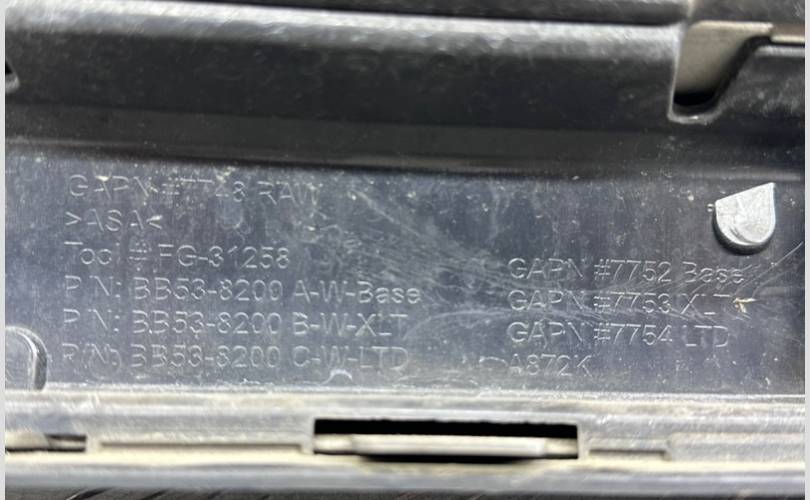 GAPN #7748 RAW
>ASA<
Tool # FG-31258
P/N: BB53-8200 A-W-Base
P/N: BB53-8200 B-W-XLT
P/N: BB53-8200 C-W-LTD
GAPN #7752 Base
GAPN #7753 XLT
GAPN #7754 LTD
A872K